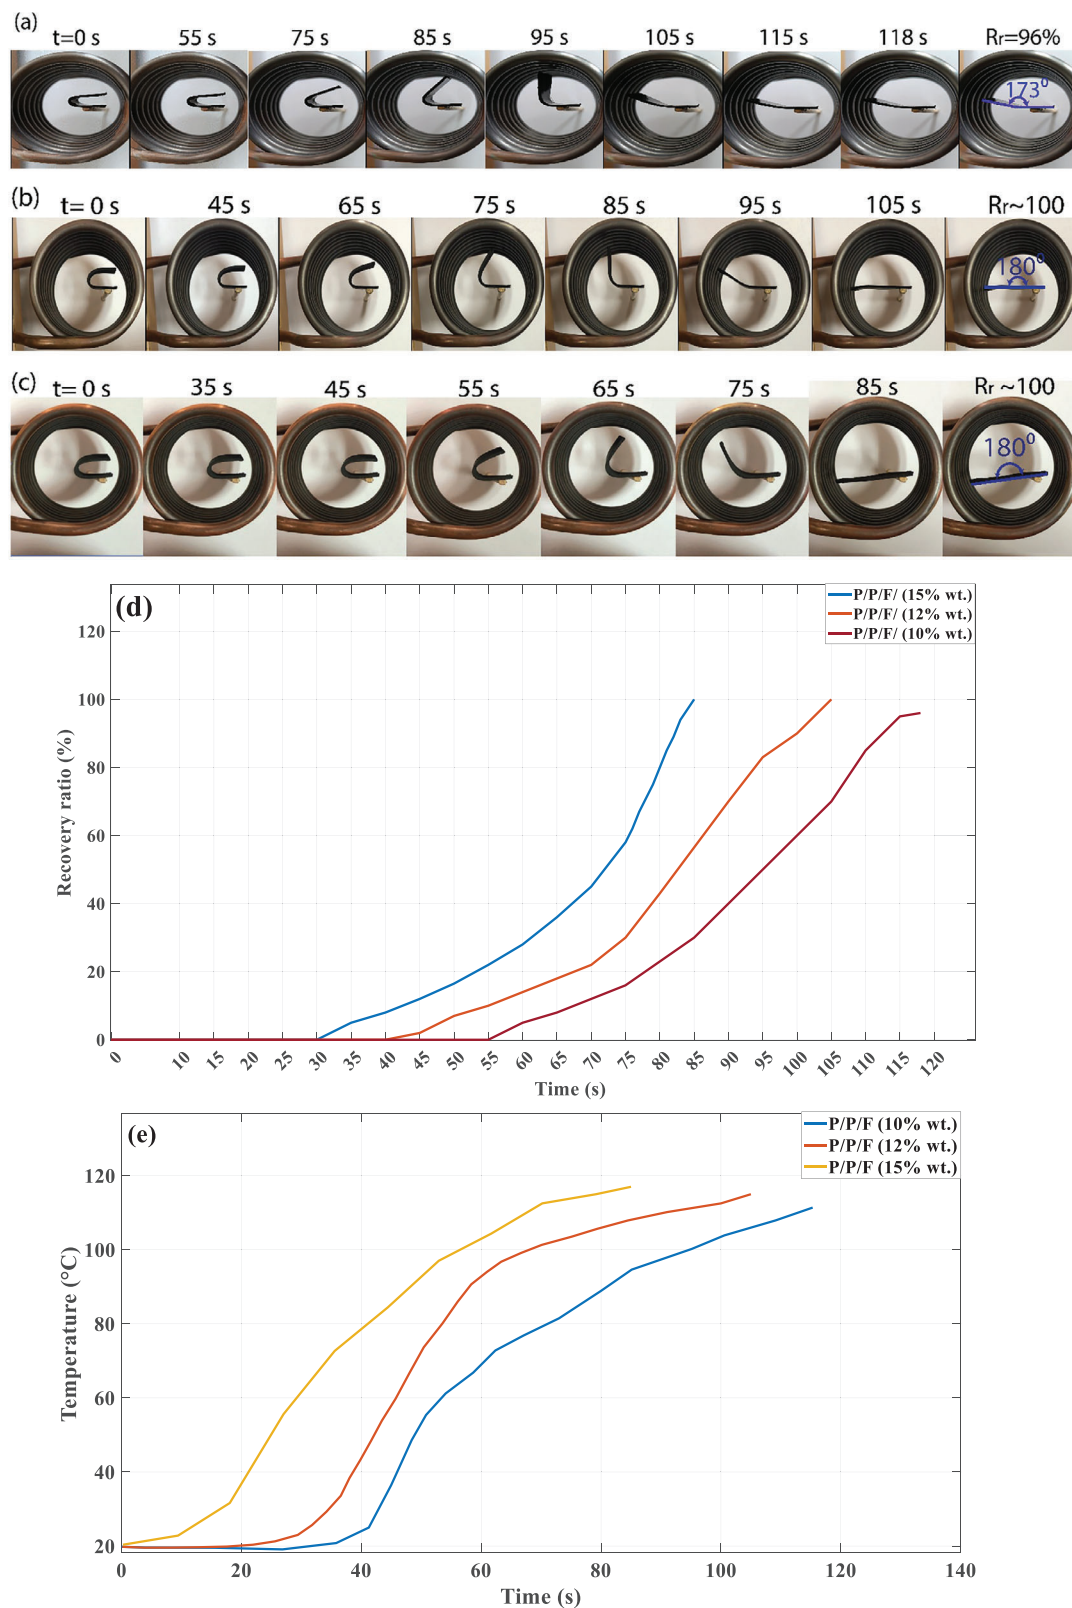 (a)
t=0 s 55 s 75 s 85 s 95 s 105 s 115 s 118 s Rr=96%
173⁰
(b)
t= 0 s 45 s 65 s 75 s 85 s 95 s 105 s Rr~100
180⁰
(c)
t= 0 s 35 s 45 s 55 s 65 s 75 s 85 s Rr ~100
180⁰
(d)
P/P/F/ (15% wt.)
P/P/F/ (12% wt.)
P/P/F/ (10% wt.)
120
100
80
60
40
20
0
Recovery ratio (%)
0 10 15 20 25 30 35 40 45 50 55 60 65 70 75 80 85 90 95 100 105 110 115 120
Time (s)
(e)
P/P/F (10% wt.)
P/P/F (12% wt.)
P/P/F (15% wt.)
120
100
80
60
40
20
Temperature (°C)
0 20 40 60 80 100 120 140
Time (s)